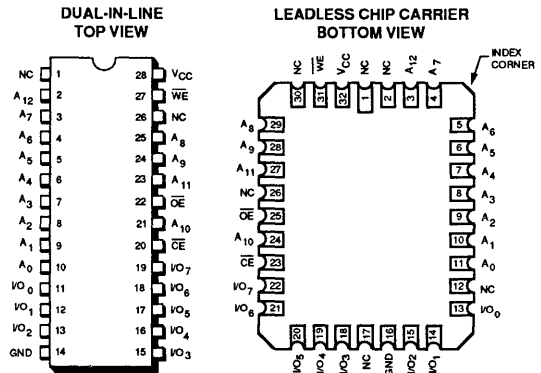 DUAL-IN-LINE
TOP VIEW
NC 1 28 VCC
A12 2 27 W̅E̅
A7 3 26 NC
A6 4 25 A8
A5 5 24 A9
A4 6 23 A11
A3 7 22 O̅E̅
A2 8 21 A10
A1 9 20 C̅E̅
A0 10 19 I/O7
I/O0 11 18 I/O6
I/O1 12 17 I/O5
I/O2 13 16 I/O4
GND 14 15 I/O3
LEADLESS CHIP CARRIER
BOTTOM VIEW
INDEX
CORNER
NC W̅E̅ VCC NC NC A12 A7
30 31 32 1 2 3 4
A8 29 5 A6
A9 28 6 A5
A11 27 7 A4
NC 26 8 A3
O̅E̅ 25 9 A2
A10 24 10 A1
C̅E̅ 23 11 A0
I/O7 22 12 NC
I/O6 21 13 I/O0
20 19 18 17 16 15 14
I/O5 I/O4 I/O3 NC GND I/O2 I/O1